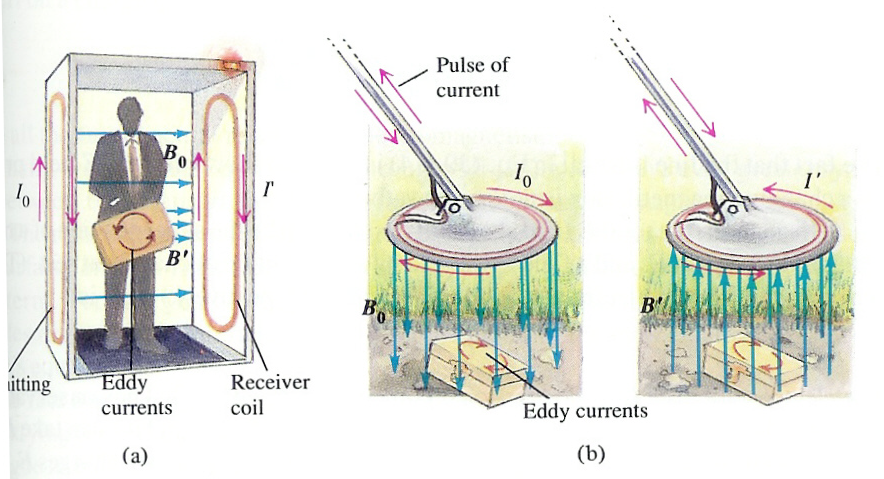 Pulse of
current
I₀
B₀
I'
B'
itting
Eddy
currents
Receiver
coil
(a)
I₀
I'
B₀
B'
Eddy currents
(b)